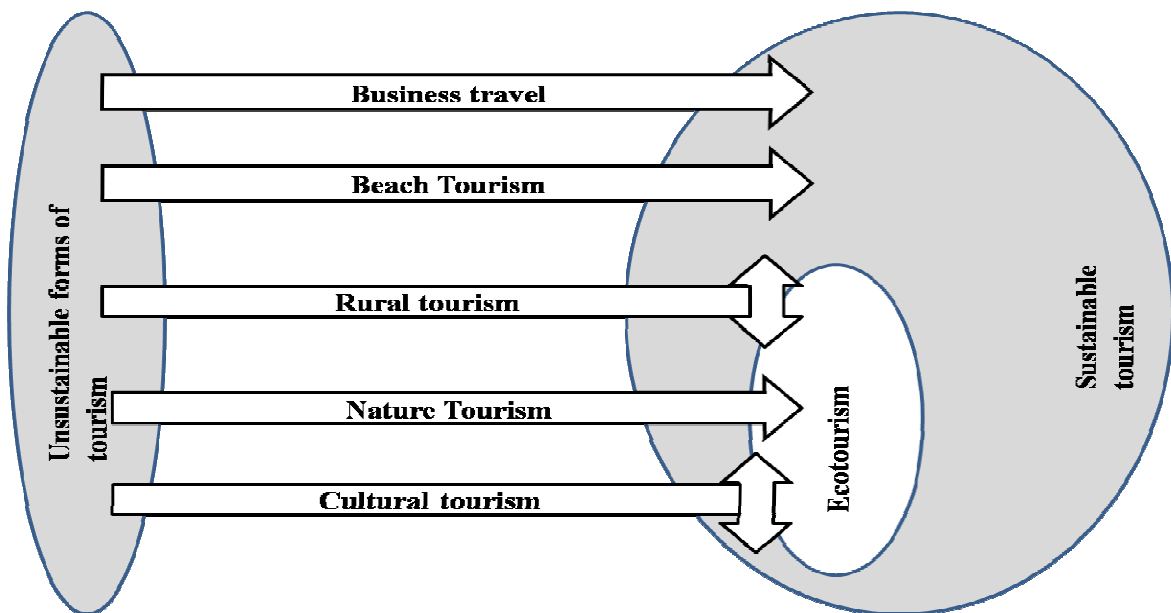 Business travel
Beach Tourism
Rural tourism
Nature Tourism
Cultural tourism
Unsustainable forms of
tourism
Ecotourism
Sustainable
tourism